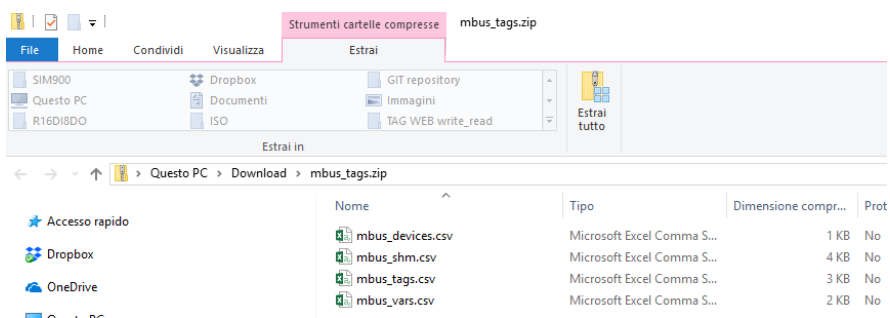 Strumenti cartelle compresse mbus_tags.zip
File Home Condividi Visualizza Estrai
SIM900 Dropbox GIT repository
Questo PC Documenti Immagini
R16DI8DO ISO TAG WEB write_read
Estrai tutto
Estrai in
Questo PC > Download > mbus_tags.zip
Nome Tipo Dimensione compr... Prot
Accesso rapido
mbus_devices.csv Microsoft Excel Comma S... 1 KB No
Dropbox
mbus_shm.csv Microsoft Excel Comma S... 4 KB No
OneDrive
mbus_tags.csv Microsoft Excel Comma S... 3 KB No
mbus_vars.csv Microsoft Excel Comma S... 2 KB No